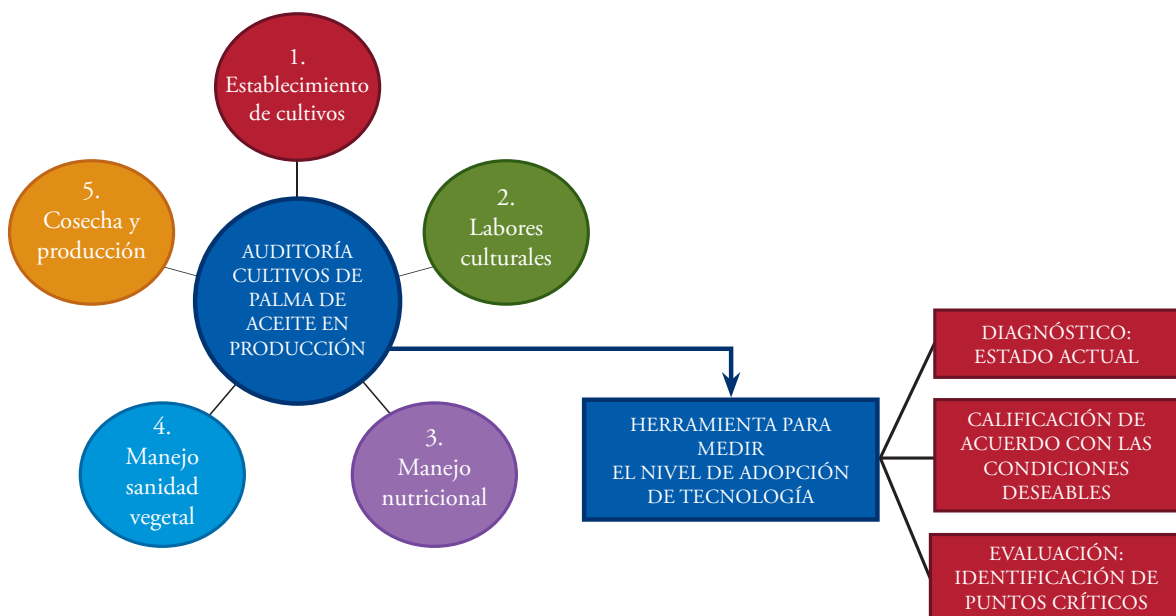 1.
Establecimiento
de cultivos
2.
Labores
culturales
3.
Manejo
nutricional
4.
Manejo
sanidad
vegetal
5.
Cosecha y
producción
AUDITORÍA
CULTIVOS DE
PALMA DE
ACEITE EN
PRODUCCIÓN
HERRAMIENTA PARA
MEDIR
EL NIVEL DE ADOPCIÓN
DE TECNOLOGÍA
DIAGNÓSTICO:
ESTADO ACTUAL
CALIFICACIÓN DE
ACUERDO CON LAS
CONDICIONES
DESEABLES
EVALUACIÓN:
IDENTIFICACIÓN DE
PUNTOS CRÍTICOS